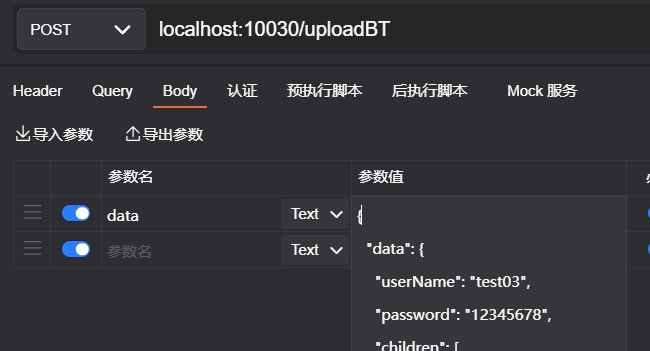 POST localhost:10030/uploadBT
Header Query Body 认证 预执行脚本 后执行脚本 Mock 服务
导入参数 导出参数
参数名 参数值
data Text {
参数名 Text "data": {
"userName": "test03",
"password": "12345678",
"children": [